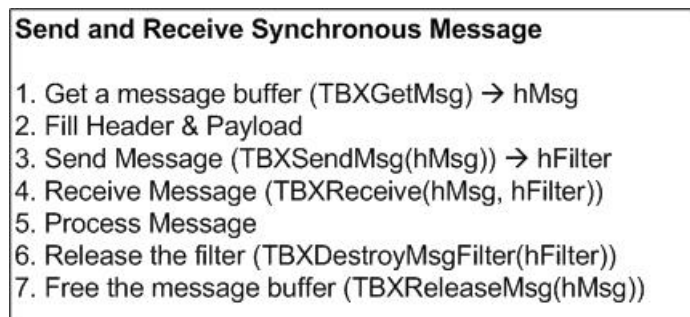 Send and Receive Synchronous Message
1. Get a message buffer (TBXGetMsg) → hMsg
2. Fill Header & Payload
3. Send Message (TBXSendMsg(hMsg)) → hFilter
4. Receive Message (TBXReceive(hMsg, hFilter))
5. Process Message
6. Release the filter (TBXDestroyMsgFilter(hFilter))
7. Free the message buffer (TBXReleaseMsg(hMsg))